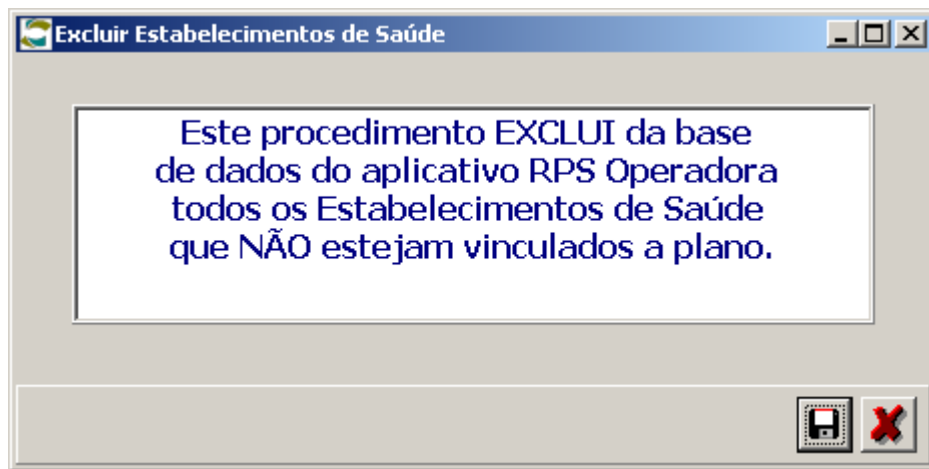 Excluir Estabelecimentos de Saúde
Este procedimento EXCLUI da base
de dados do aplicativo RPS Operadora
todos os Estabelecimentos de Saúde
que NÃO estejam vinculados a plano.